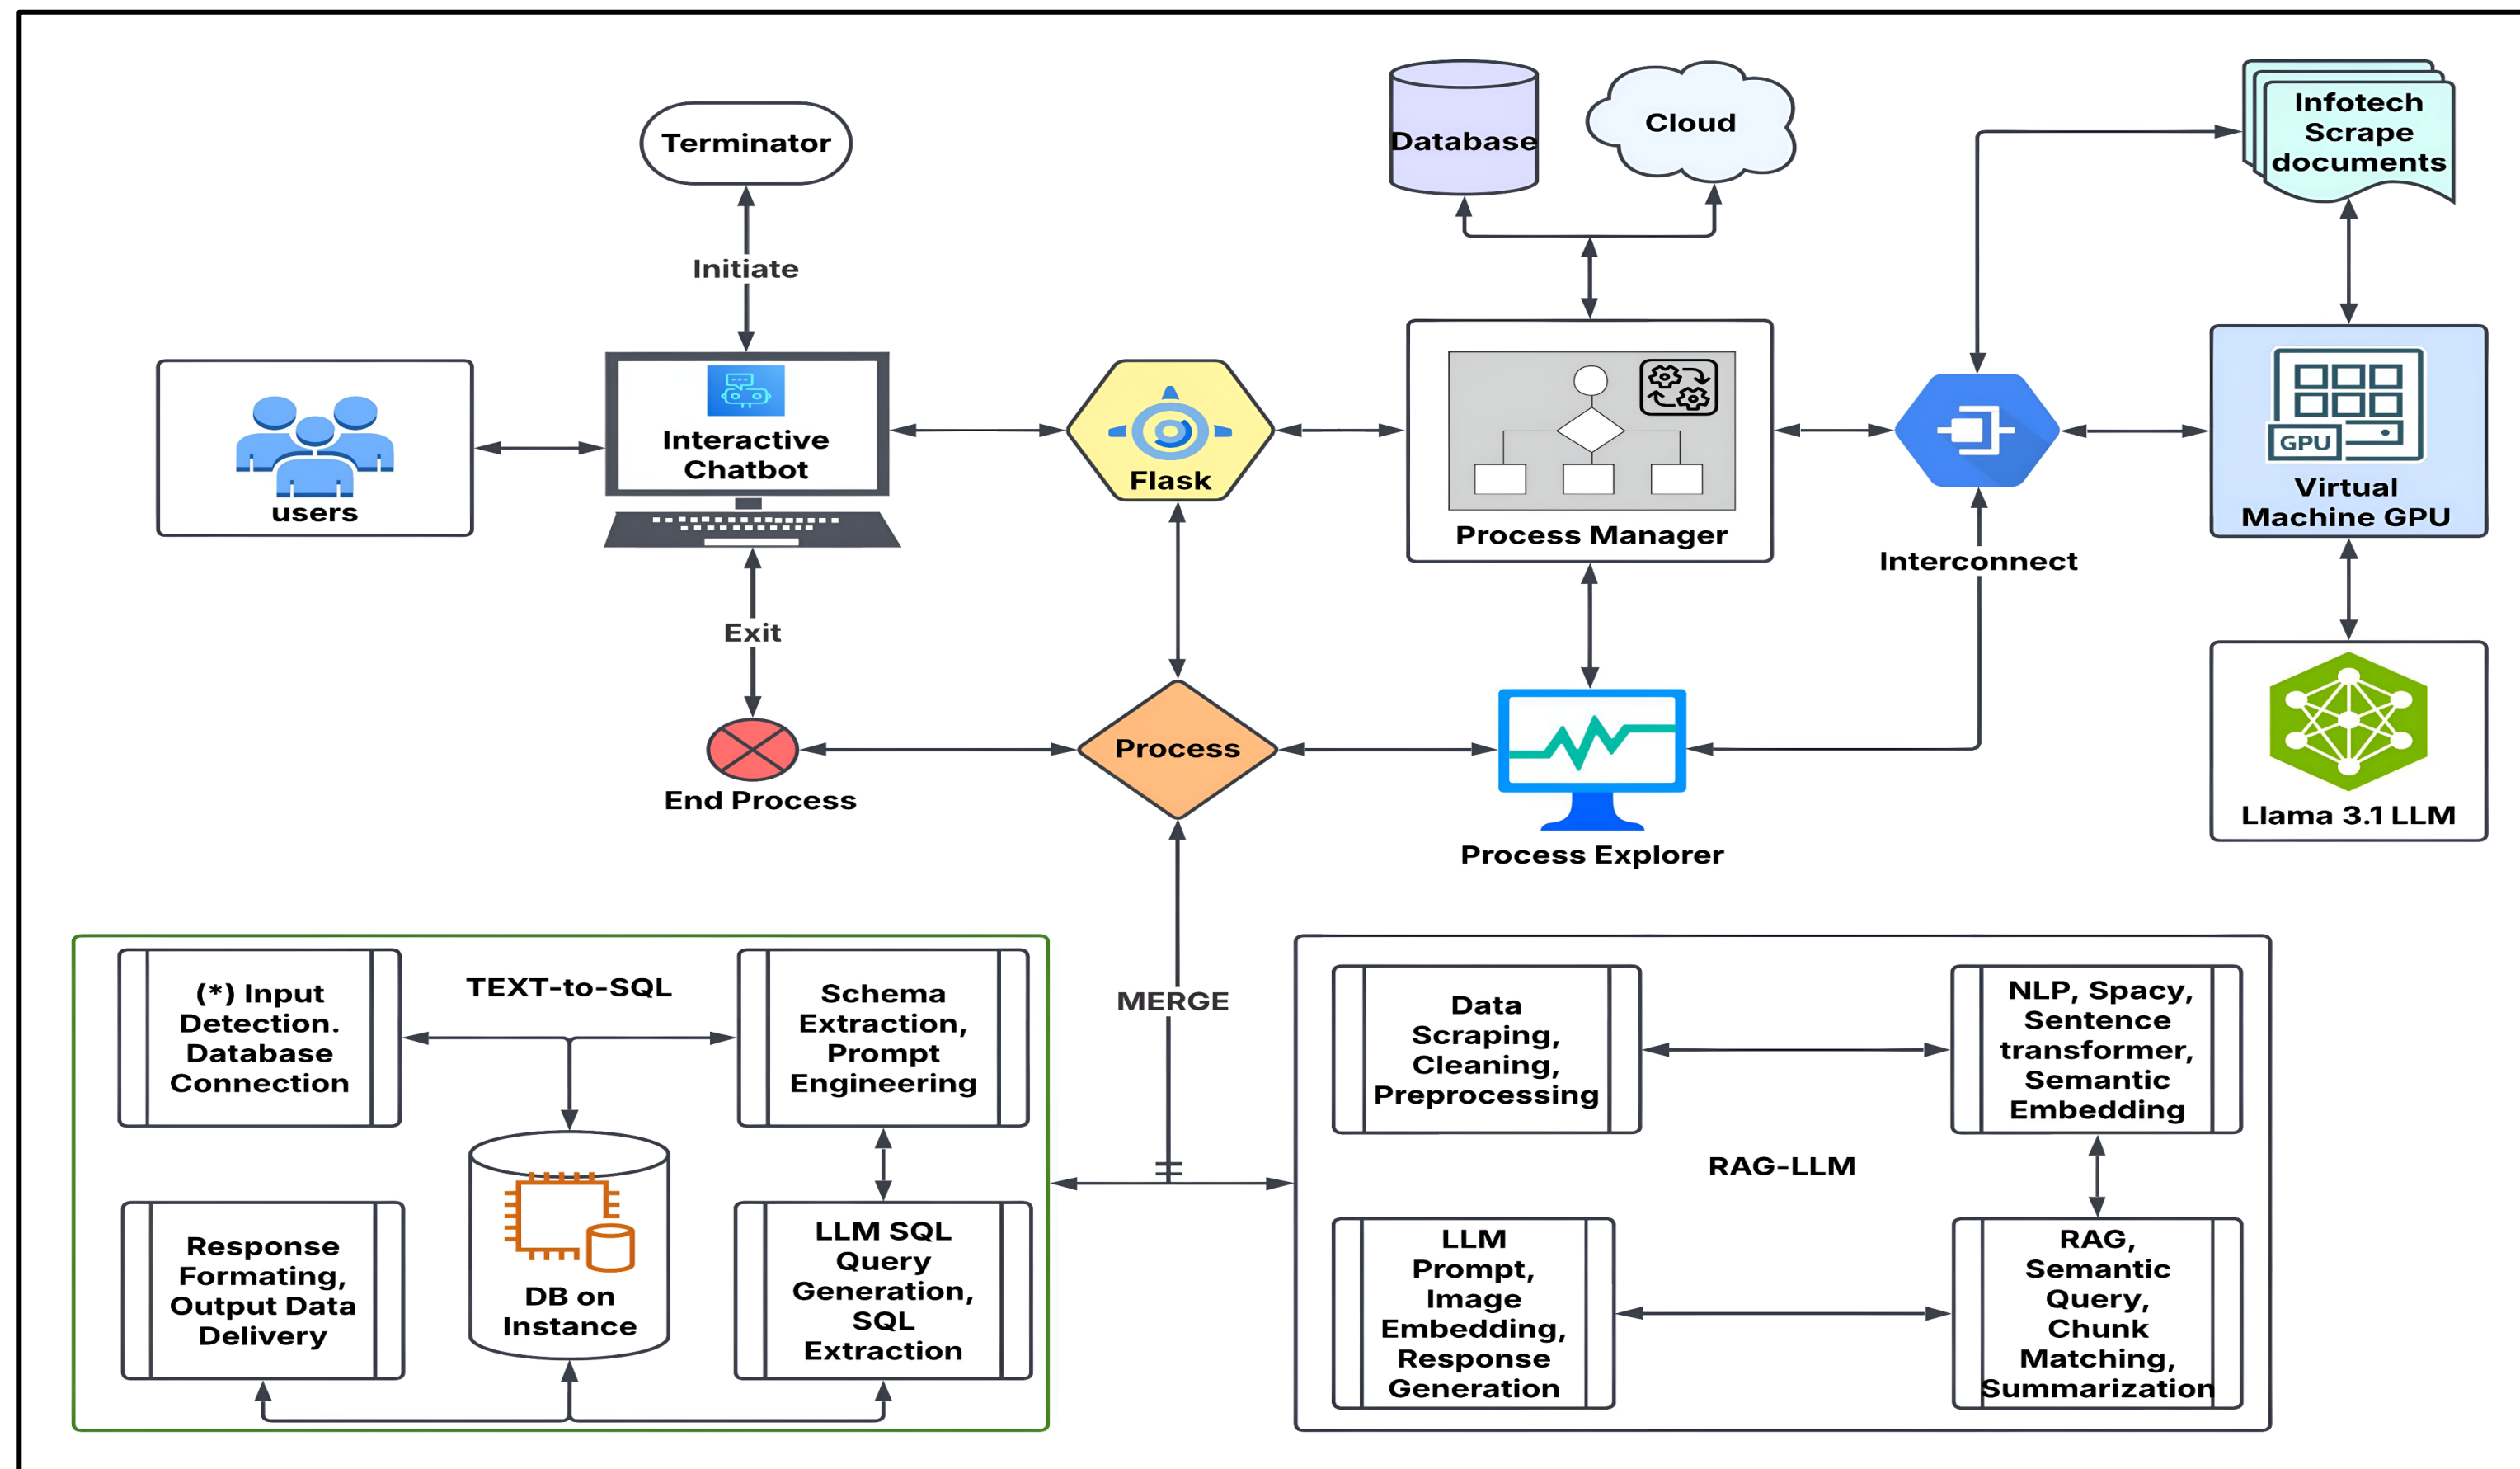 Terminator
Database
Cloud
Infotech
Scrape
documents
Initiate
users
Interactive
Chatbot
Flask
Process Manager
Interconnect
GPU
Virtual
Machine GPU
Exit
End Process
Process
Process Explorer
Llama 3.1 LLM
MERGE
TEXT-to-SQL
(*) Input
Detection.
Database
Connection
Schema
Extraction,
Prompt
Engineering
Response
Formating,
Output Data
Delivery
DB on
Instance
LLM SQL
Query
Generation,
SQL
Extraction
Data
Scraping,
Cleaning,
Preprocessing
NLP, Spacy,
Sentence
transformer,
Semantic
Embedding
RAG-LLM
LLM
Prompt,
Image
Embedding,
Response
Generation
RAG,
Semantic
Query,
Chunk
Matching,
Summarization